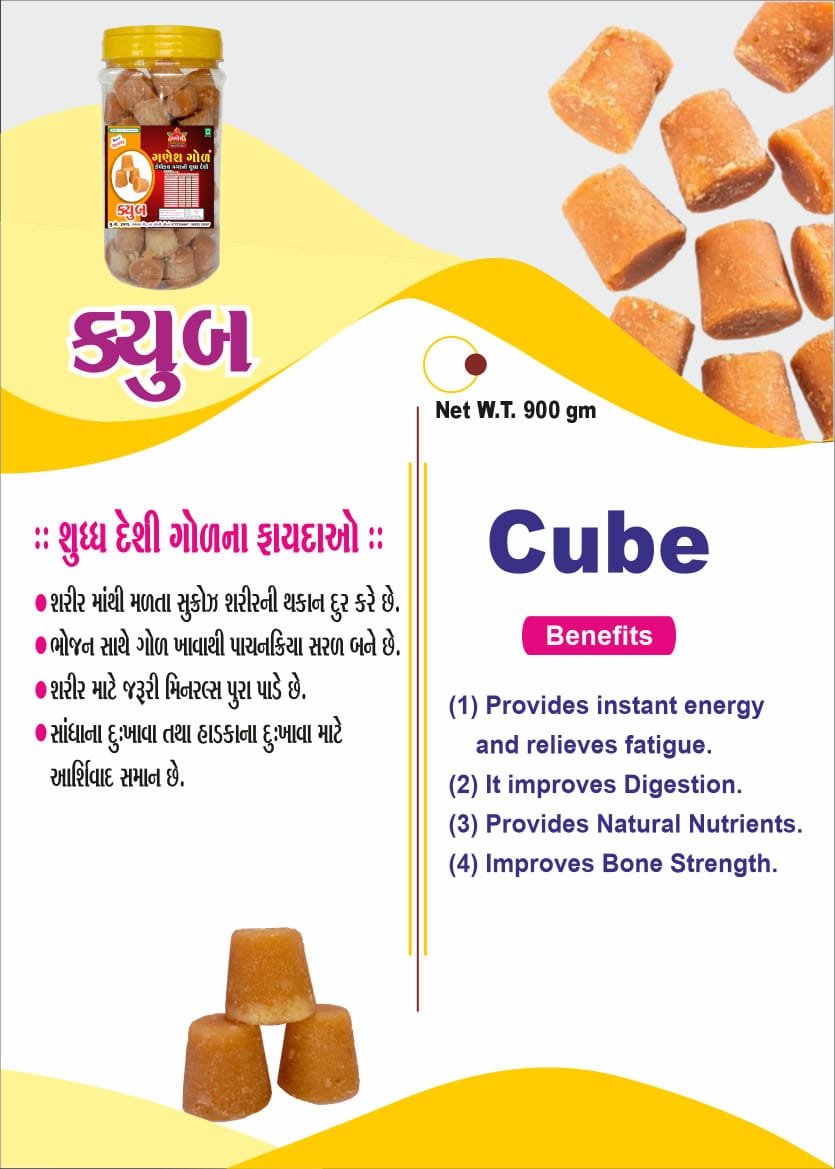 ગણેશ ગોળ
કેમીકલ વગરની શુધ્ધ દેશી
ક્યુબ
ક્યુબ
Net W.T. 900 gm
:: શુધ્ધ દેશી ગોળના ફાયદાઓ ::
શરીર માંથી મળતા સુક્રોઝ શરીરની થકાન દુર કરે છે.
ભોજન સાથે ગોળ ખાવાથી પાચનક્રિયા સરળ બને છે.
શરીર માટે જરૂરી મિનરલ્સ પુરા પાડે છે.
સાંધાના દુઃખાવા તથા હાડકાના દુઃખાવા માટે
આર્શિવાદ સમાન છે.
Cube
Benefits
(1) Provides instant energy
and relieves fatigue.
(2) It improves Digestion.
(3) Provides Natural Nutrients.
(4) Improves Bone Strength.